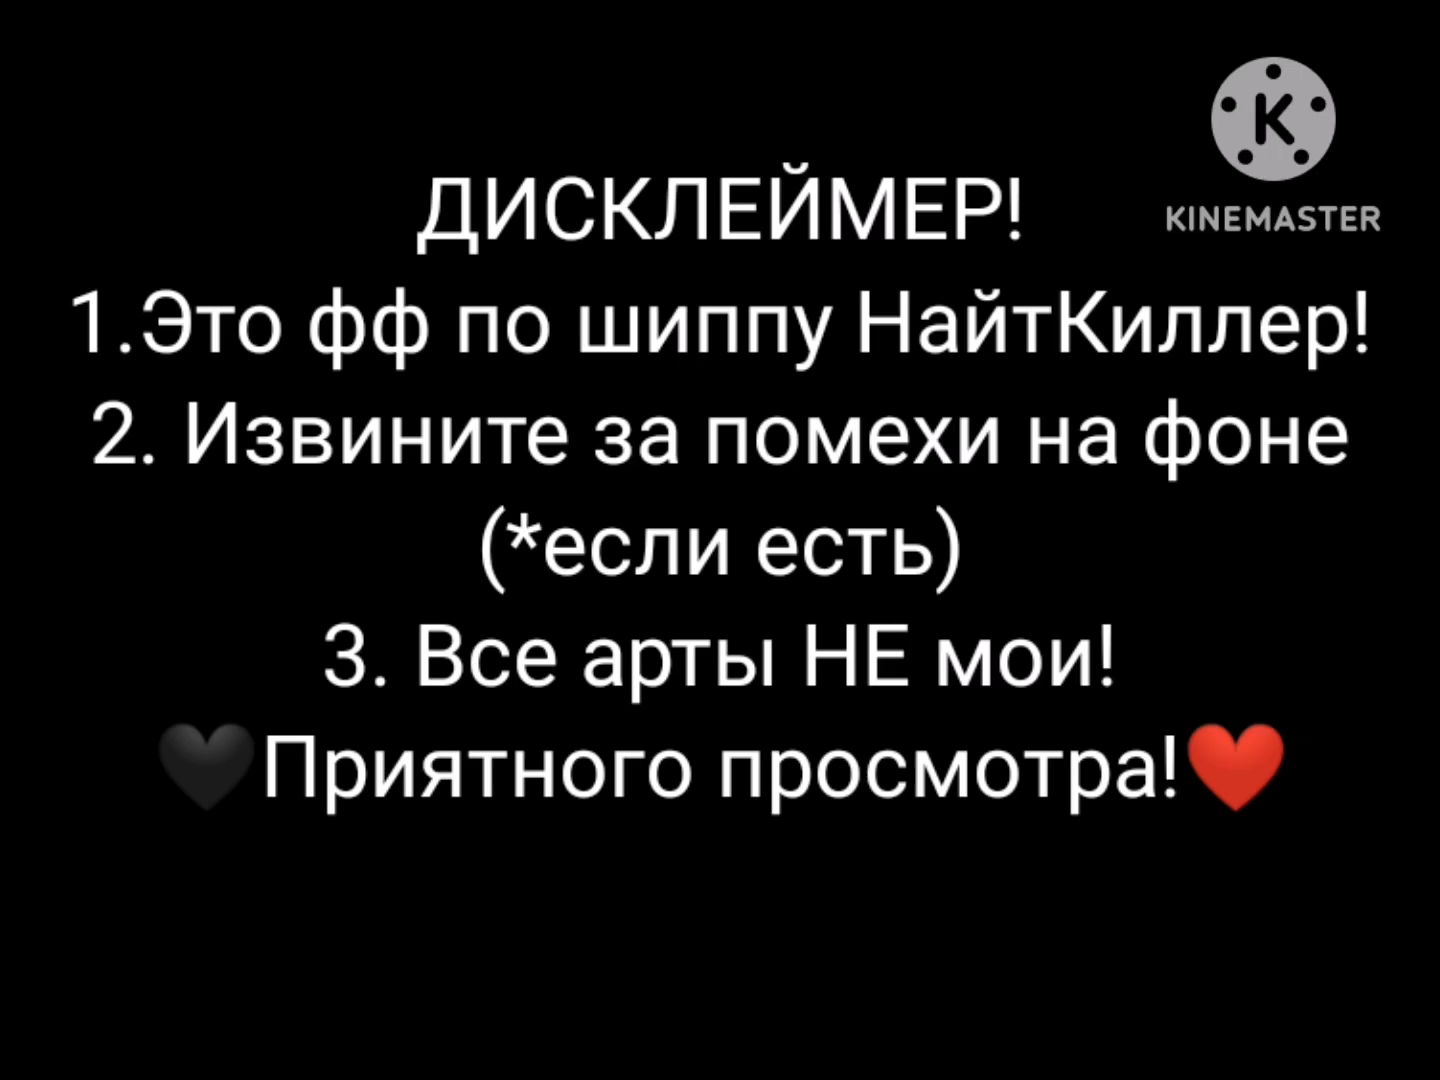 K
KINEMASTER
ДИСКЛЕЙМЕР!
1.Это фф по шиппу НайтКиллер!
2. Извините за помехи на фоне
(*если есть)
3. Все арты НЕ мои!
🖤Приятного просмотра!❤️